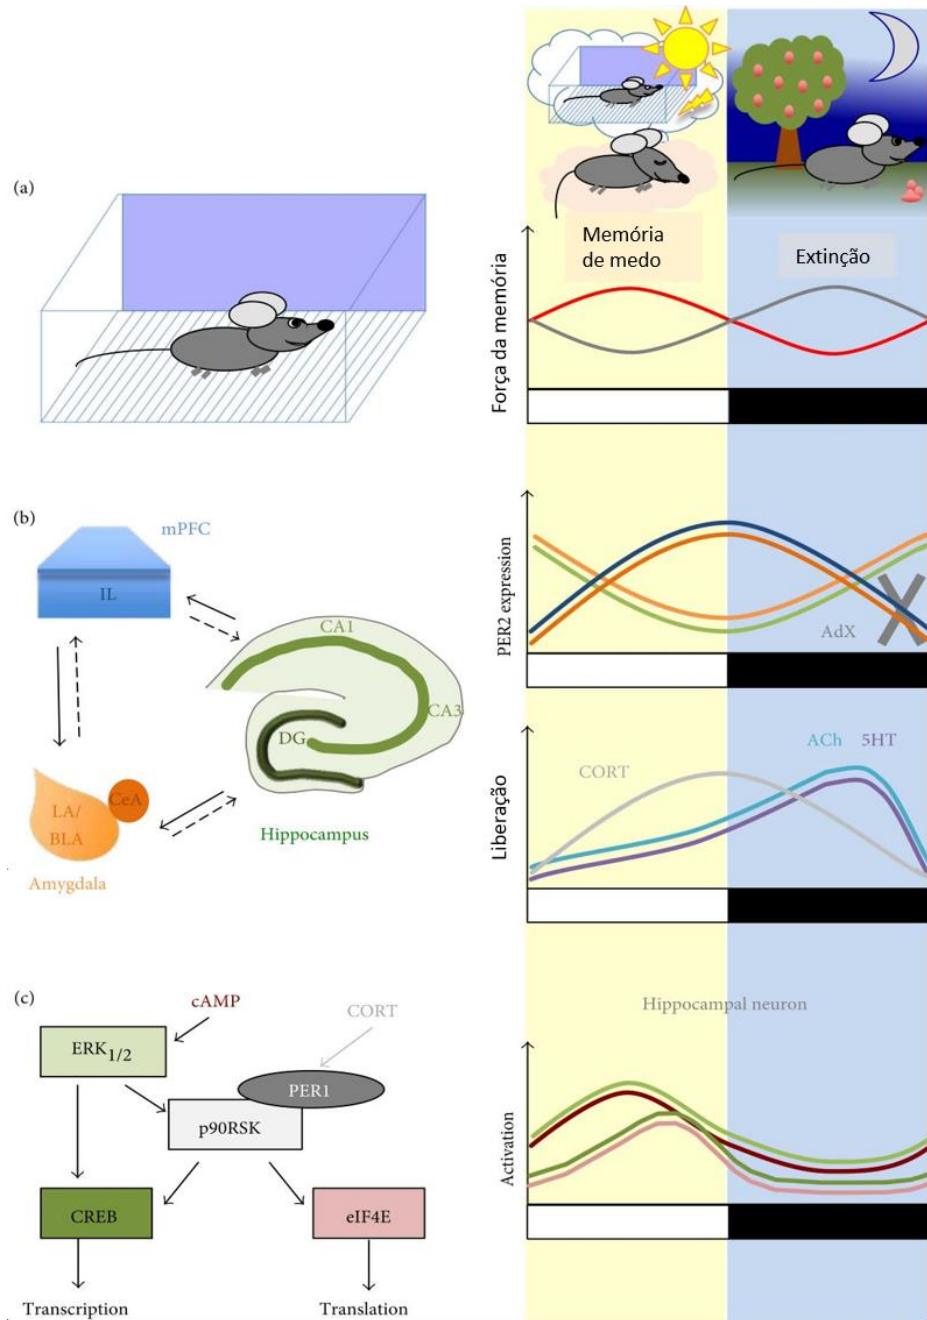 (a)
Memória
de medo
Extinção
Força da memória
(b)
mPFC
IL
CA1
CA3
DG
LA/
BLA
CeA
Hippocampus
Amygdala
PER2 expression
AdX
Liberação
CORT
ACh 5HT
(c)
cAMP
CORT
ERK1/2
PER1
p90RSK
CREB
eIF4E
Transcription
Translation
Hippocampal neuron
Activation